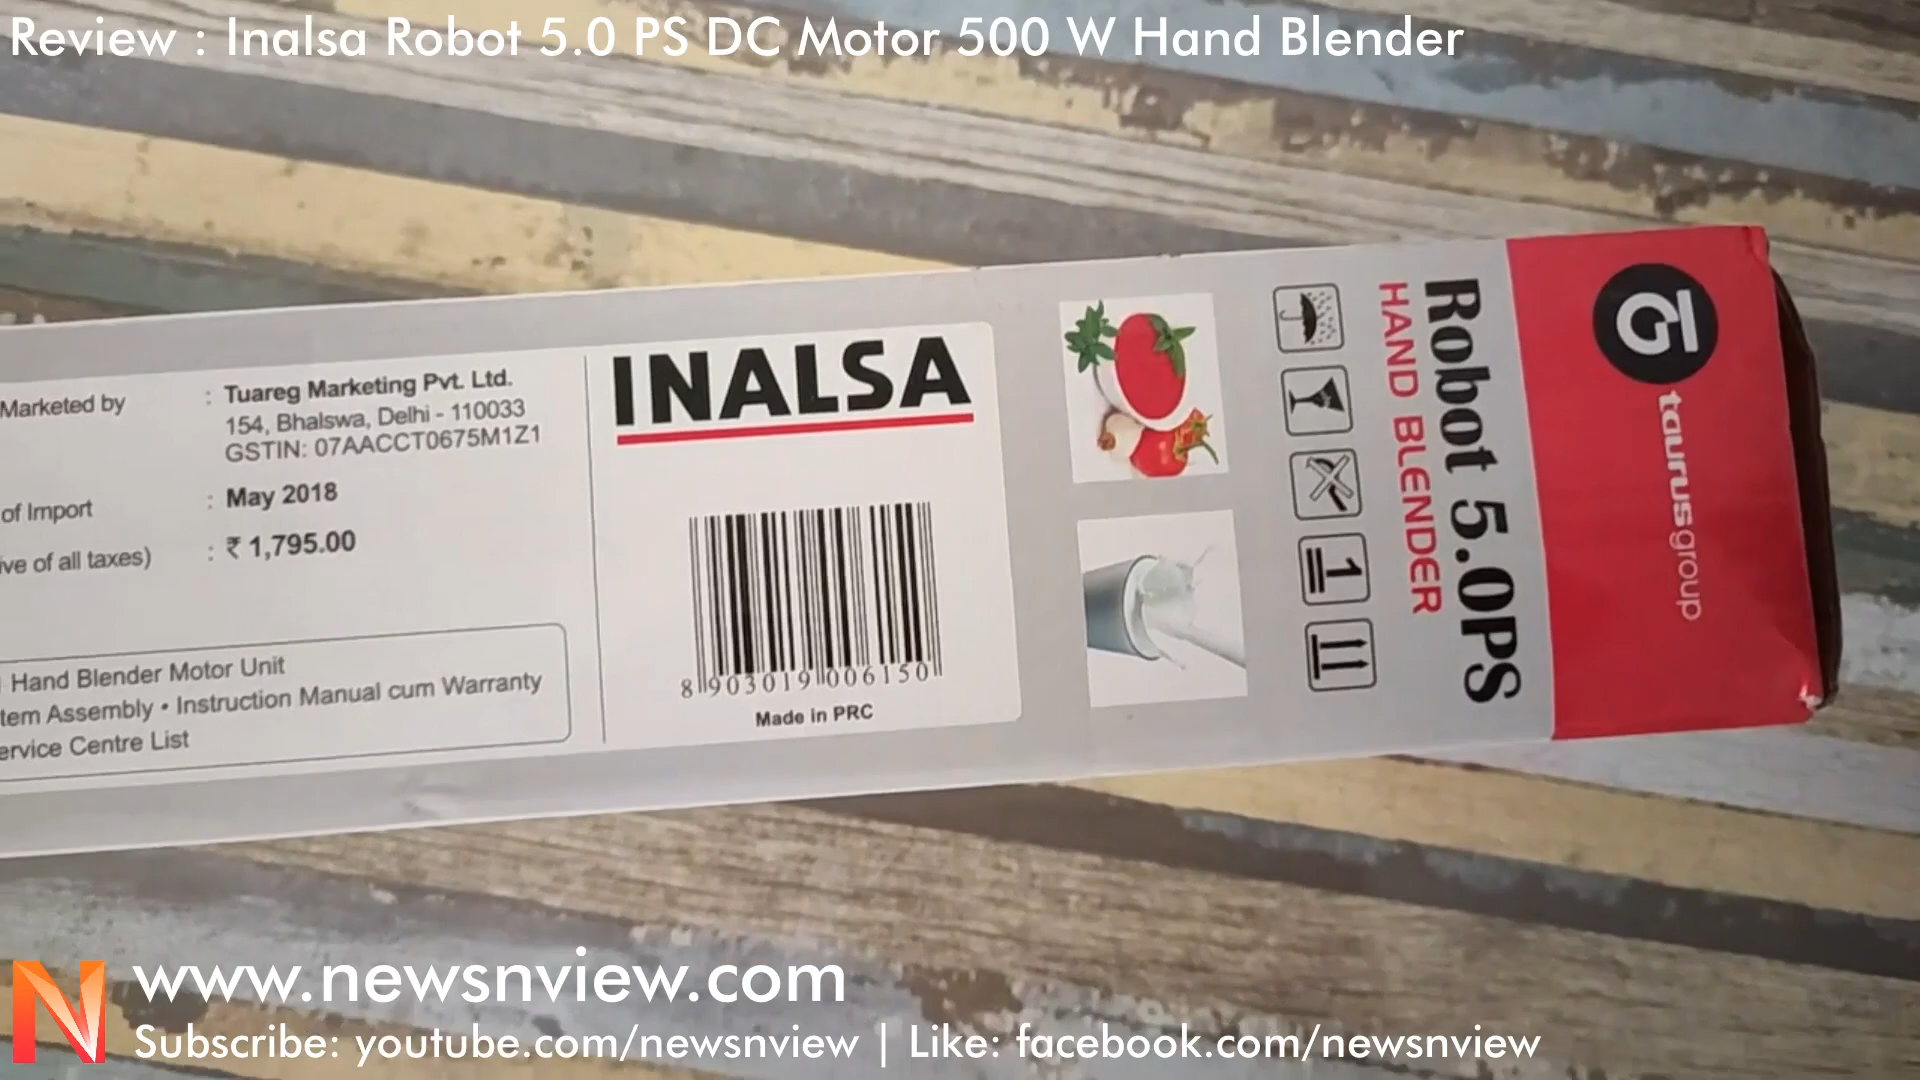 Review : Inalsa Robot 5.0 PS DC Motor 500 W Hand Blender
Marketed by : Tuareg Marketing Pvt. Ltd.
154, Bhalswa, Delhi - 110033
GSTIN: 07AACCT0675M1Z1
of Import : May 2018
ive of all taxes) : ₹ 1,795.00
Hand Blender Motor Unit
tem Assembly • Instruction Manual cum Warranty
ervice Centre List
INALSA
8 903019 006150
Made in PRC
1
Robot 5.0PS
HAND BLENDER
taurusgroup
N www.newsnview.com
Subscribe: youtube.com/newsnview | Like: facebook.com/newsnview